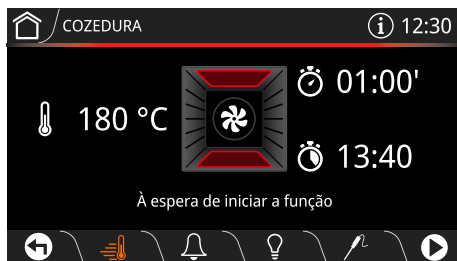 COZEDURA
12:30
01:00'
180 °C
13:40
À espera de iniciar a função